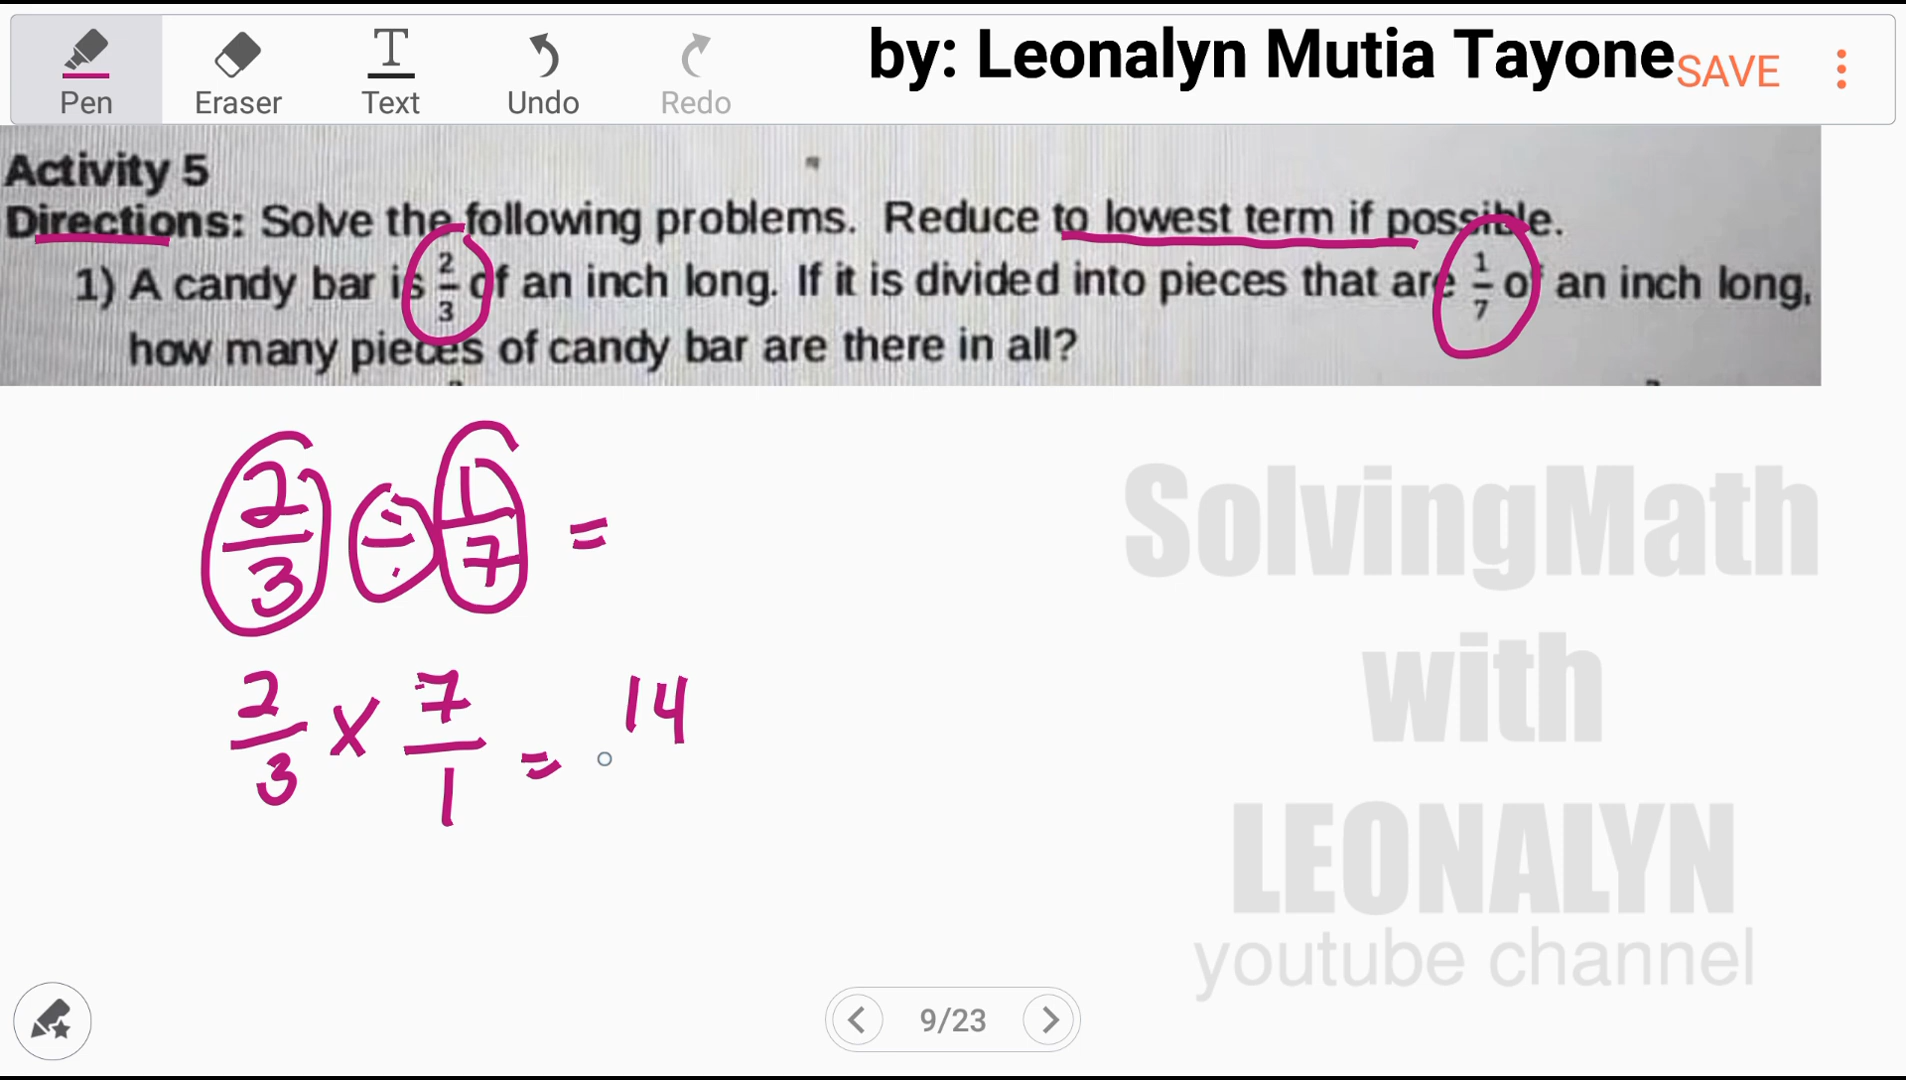 by: Leonalyn Mutia Tayone
Pen Eraser Text Undo Redo SAVE
Activity 5
Directions: Solve the following problems. Reduce to lowest term if possible.
1) A candy bar is 2/3 of an inch long. If it is divided into pieces that are 1/7 of an inch long,
how many pieces of candy bar are there in all?
2/3 ÷ 1/7 =
2/3 x 7/1 = 14
SolvingMath
with
LEONALYN
youtube channel
9/23